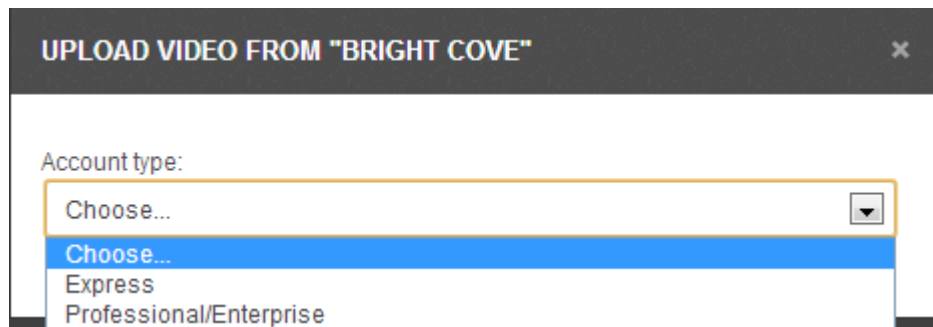 UPLOAD VIDEO FROM "BRIGHT COVE"
Account type:
Choose...
Choose...
Express
Professional/Enterprise